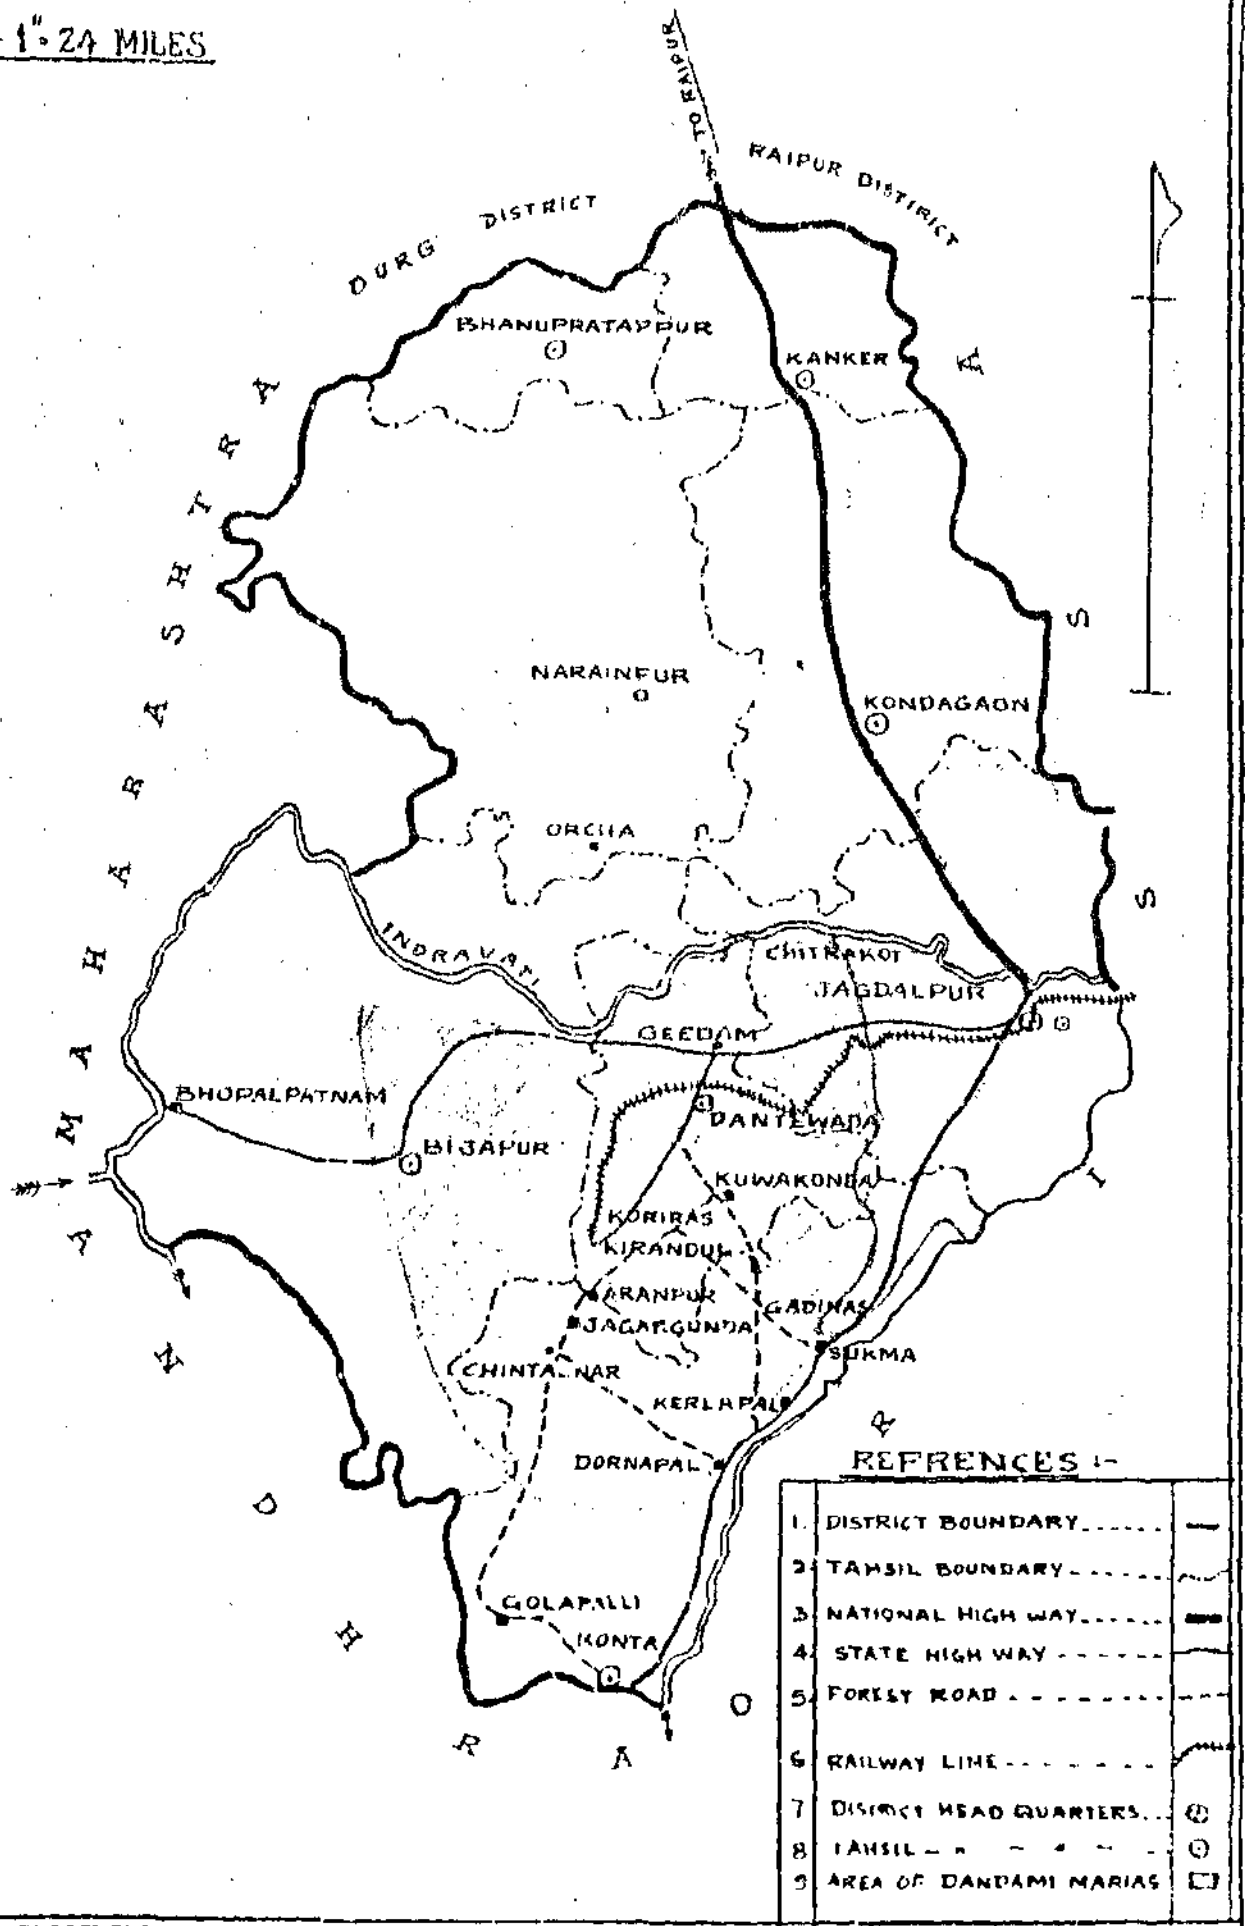 1" = 24 MILES
TO RAIPUR
RAIPUR DISTIRICT
DURG DISTRICT
BHANUPRATAPPUR
KANKER
MAHARASHTRA
NARAINPUR
KONDAGAON
ORCHA
INDRAVATI
CHITRAKOT
JAGDALPUR
GEEDAM
BHOPALPATNAM
DANTEWADA
BIJAPUR
KUWAKONDA
KORIRAS
KIRANDUL
ARANPUR
GADINAS
JAGARGUNDA
SUKMA
CHINTALNAR
KERLAPAL
DORNAPAL
GOLAPALLI
KONTA
ANDHRA
ORISSA
REFRENCES :-
1. DISTRICT BOUNDARY
2. TAHSIL BOUNDARY
3. NATIONAL HIGH WAY
4. STATE HIGH WAY
5. FOREST ROAD
6 RAILWAY LINE
7 DISTRICT HEAD QUARTERS
8 TAHSIL - " - " -
9 AREA OF DANDAMI MARIAS